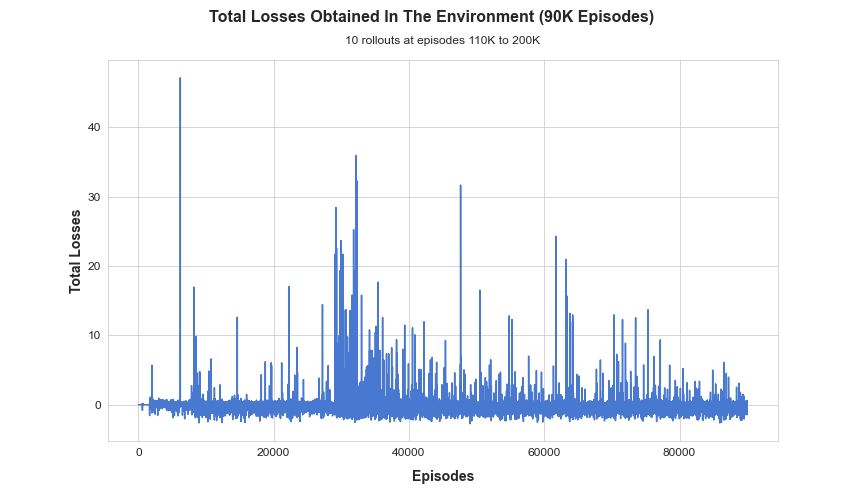 Total Losses Obtained In The Environment (90K Episodes)
10 rollouts at episodes 110K to 200K
40
30
20
10
0
Total Losses
0 20000 40000 60000 80000
Episodes